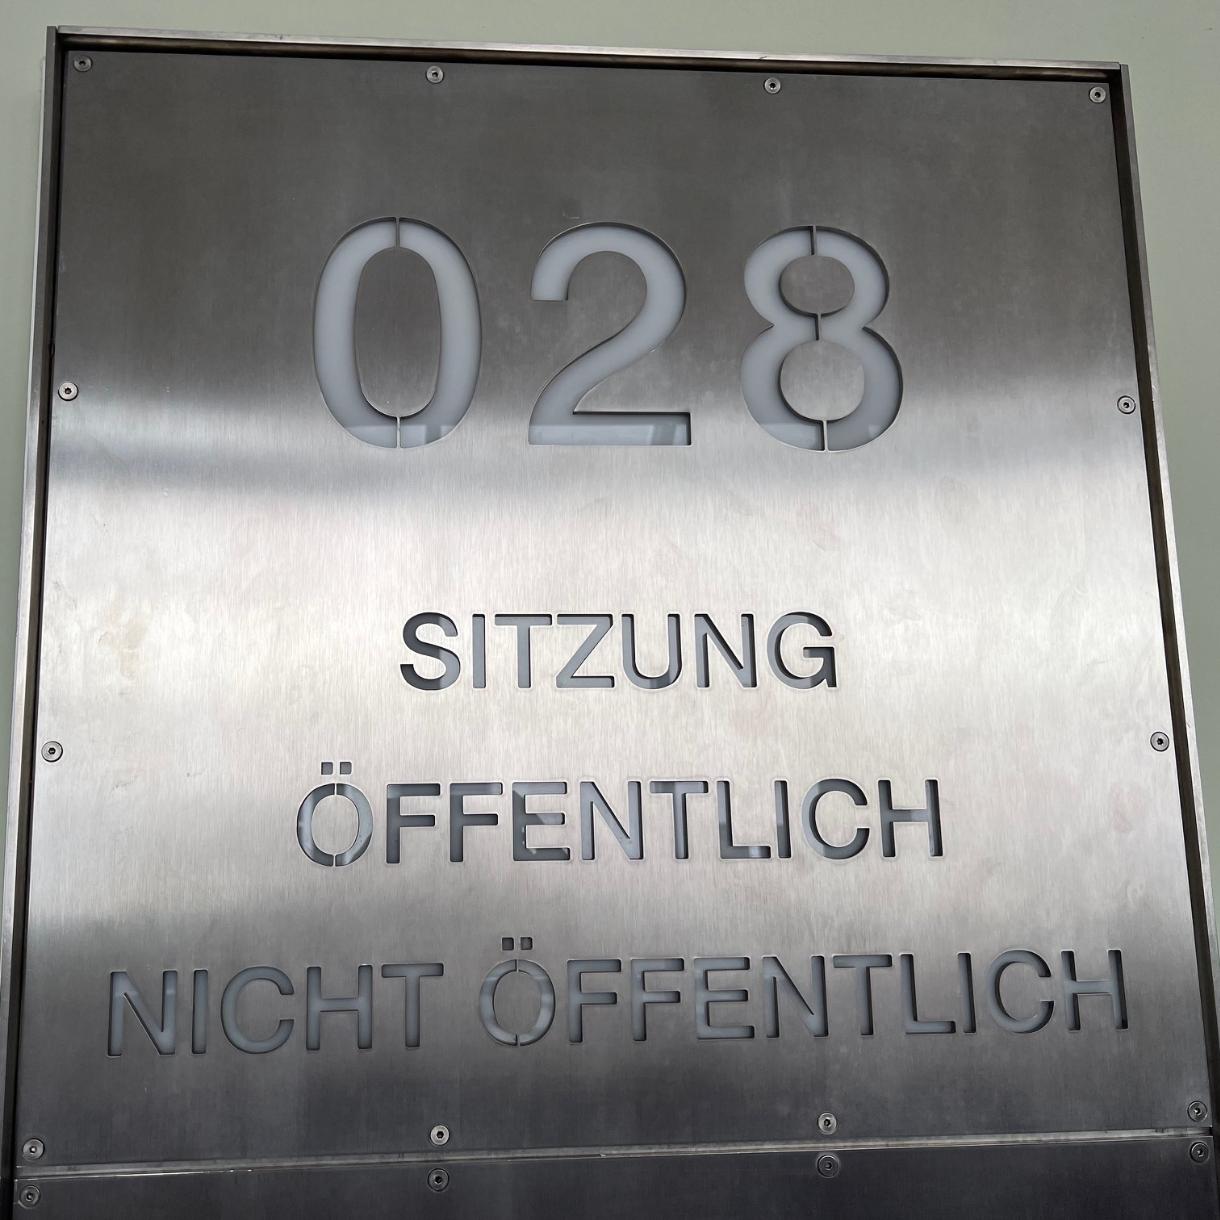 028
SITZUNG
ÖFFENTLICH
NICHT ÖFFENTLICH